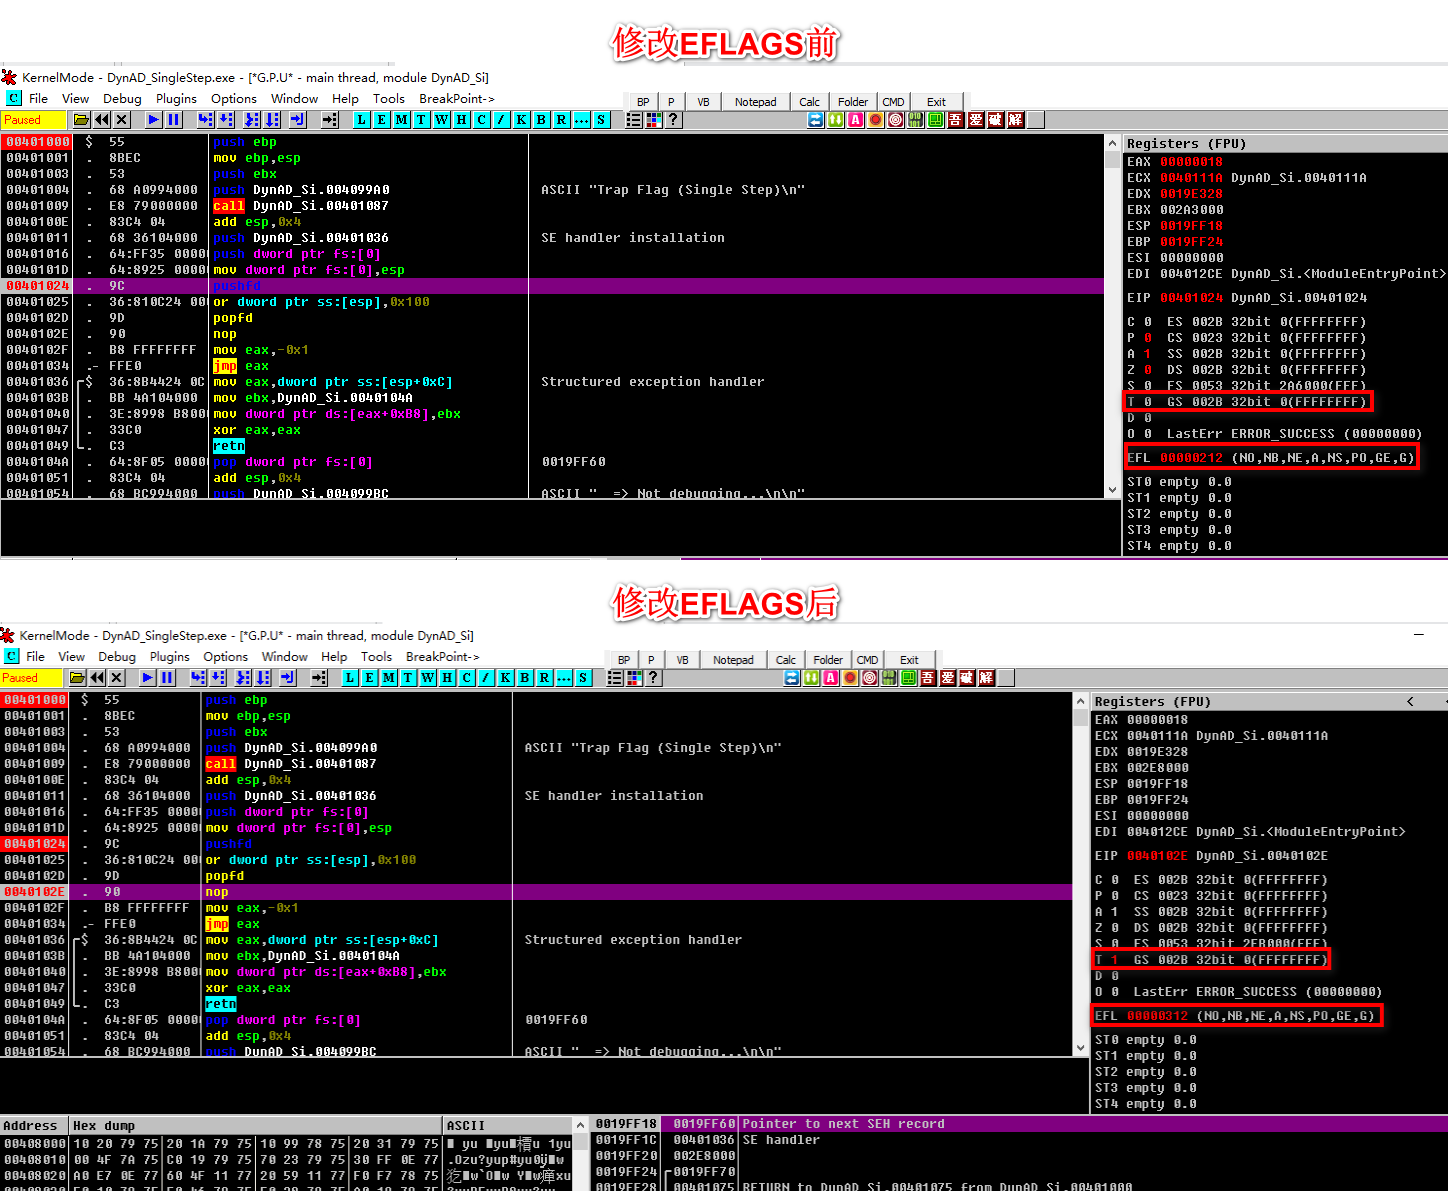 修改EFLAGS前
KernelMode - DynAD_SingleStep.exe - [*G.P.U* - main thread, module DynAD_Si]
C File View Debug Plugins Options Window Help Tools BreakPoint-> BP P VB Notepad Calc Folder CMD Exit
Paused L E M T W H C / K B R ... S ? A 吾 爱 破 解
00401000 $ 55 push ebp
00401001 . 8BEC mov ebp,esp
00401003 . 53 push ebx
00401004 . 68 A0994000 push DynAD_Si.004099A0 ASCII "Trap Flag (Single Step)\n"
00401009 . E8 79000000 call DynAD_Si.00401087
0040100E . 83C4 04 add esp,0x4
00401011 . 68 36104000 push DynAD_Si.00401036 SE handler installation
00401016 . 64:FF35 0000 push dword ptr fs:[0]
0040101D . 64:8925 0000 mov dword ptr fs:[0],esp
00401024 . 9C pushfd
00401025 . 36:810C24 00 or dword ptr ss:[esp],0x100
0040102D . 9D popfd
0040102E . 90 nop
0040102F . B8 FFFFFFFF mov eax,-0x1
00401034 .- FFE0 jmp eax
00401036 $ 36:8B4424 0C mov eax,dword ptr ss:[esp+0xC] Structured exception handler
0040103B . BB 4A104000 mov ebx,DynAD_Si.0040104A
00401040 . 3E:8998 B800 mov dword ptr ds:[eax+0xB8],ebx
00401047 . 33C0 xor eax,eax
00401049 . C3 retn
0040104A . 64:8F05 0000 pop dword ptr fs:[0] 0019FF60
00401051 . 83C4 04 add esp,0x4
00401054 . 68 BC994000 push DynAD_Si.004099BC ASCII "  => Not debugging...\n\n"
Registers (FPU)
EAX 00000018
ECX 0040111A DynAD_Si.0040111A
EDX 0019E328
EBX 002A3000
ESP 0019FF18
EBP 0019FF24
ESI 00000000
EDI 004012CE DynAD_Si.<ModuleEntryPoint>
EIP 00401024 DynAD_Si.00401024
C 0 ES 002B 32bit 0(FFFFFFFF)
P 0 CS 0023 32bit 0(FFFFFFFF)
A 1 SS 002B 32bit 0(FFFFFFFF)
Z 0 DS 002B 32bit 0(FFFFFFFF)
S 0 FS 0053 32bit 2A6000(FFF)
T 0 GS 002B 32bit 0(FFFFFFFF)
D 0
O 0 LastErr ERROR_SUCCESS (00000000)
EFL 00000212 (NO,NB,NE,A,NS,PO,GE,G)
ST0 empty 0.0
ST1 empty 0.0
ST2 empty 0.0
ST3 empty 0.0
ST4 empty 0.0
修改EFLAGS后
KernelMode - DynAD_SingleStep.exe - [*G.P.U* - main thread, module DynAD_Si]
C File View Debug Plugins Options Window Help Tools BreakPoint-> BP P VB Notepad Calc Folder CMD Exit
Paused L E M T W H C / K B R ... S ? A 吾 爱 破 解
00401000 $ 55 push ebp
00401001 . 8BEC mov ebp,esp
00401003 . 53 push ebx
00401004 . 68 A0994000 push DynAD_Si.004099A0 ASCII "Trap Flag (Single Step)\n"
00401009 . E8 79000000 call DynAD_Si.00401087
0040100E . 83C4 04 add esp,0x4
00401011 . 68 36104000 push DynAD_Si.00401036 SE handler installation
00401016 . 64:FF35 0000 push dword ptr fs:[0]
0040101D . 64:8925 0000 mov dword ptr fs:[0],esp
00401024 . 9C pushfd
00401025 . 36:810C24 00 or dword ptr ss:[esp],0x100
0040102D . 9D popfd
0040102E . 90 nop
0040102F . B8 FFFFFFFF mov eax,-0x1
00401034 .- FFE0 jmp eax
00401036 $ 36:8B4424 0C mov eax,dword ptr ss:[esp+0xC] Structured exception handler
0040103B . BB 4A104000 mov ebx,DynAD_Si.0040104A
00401040 . 3E:8998 B800 mov dword ptr ds:[eax+0xB8],ebx
00401047 . 33C0 xor eax,eax
00401049 . C3 retn
0040104A . 64:8F05 0000 pop dword ptr fs:[0] 0019FF60
00401051 . 83C4 04 add esp,0x4
00401054 . 68 BC994000 push DynAD_Si.004099BC ASCII "  => Not debugging...\n\n"
Registers (FPU) < <
EAX 00000018
ECX 0040111A DynAD_Si.0040111A
EDX 0019E328
EBX 002E8000
ESP 0019FF18
EBP 0019FF24
ESI 00000000
EDI 004012CE DynAD_Si.<ModuleEntryPoint>
EIP 0040102E DynAD_Si.0040102E
C 0 ES 002B 32bit 0(FFFFFFFF)
P 0 CS 0023 32bit 0(FFFFFFFF)
A 1 SS 002B 32bit 0(FFFFFFFF)
Z 0 DS 002B 32bit 0(FFFFFFFF)
S 0 FS 0053 32bit 2EB000(FFF)
T 1 GS 002B 32bit 0(FFFFFFFF)
D 0
O 0 LastErr ERROR_SUCCESS (00000000)
EFL 00000312 (NO,NB,NE,A,NS,PO,GE,G)
ST0 empty 0.0
ST1 empty 0.0
ST2 empty 0.0
ST3 empty 0.0
ST4 empty 0.0
Address Hex dump ASCII
00408000 10 20 79 75 20 1A 79 75 10 99 78 75 20 31 79 75
00408010 00 4F 7A 75 C0 19 79 75 70 23 79 75 30 FF 0E 77
00408020 A0 E7 0E 77 60 4F 11 77 20 59 11 77 F0 F7 78 75
0019FF18 0019FF60 Pointer to next SEH record
0019FF1C 00401036 SE handler
0019FF20 002E8000
0019FF24 0019FF70
0019FF28 00401075 RETURN to DynAD_Si.00401075 from DynAD_Si.00401000